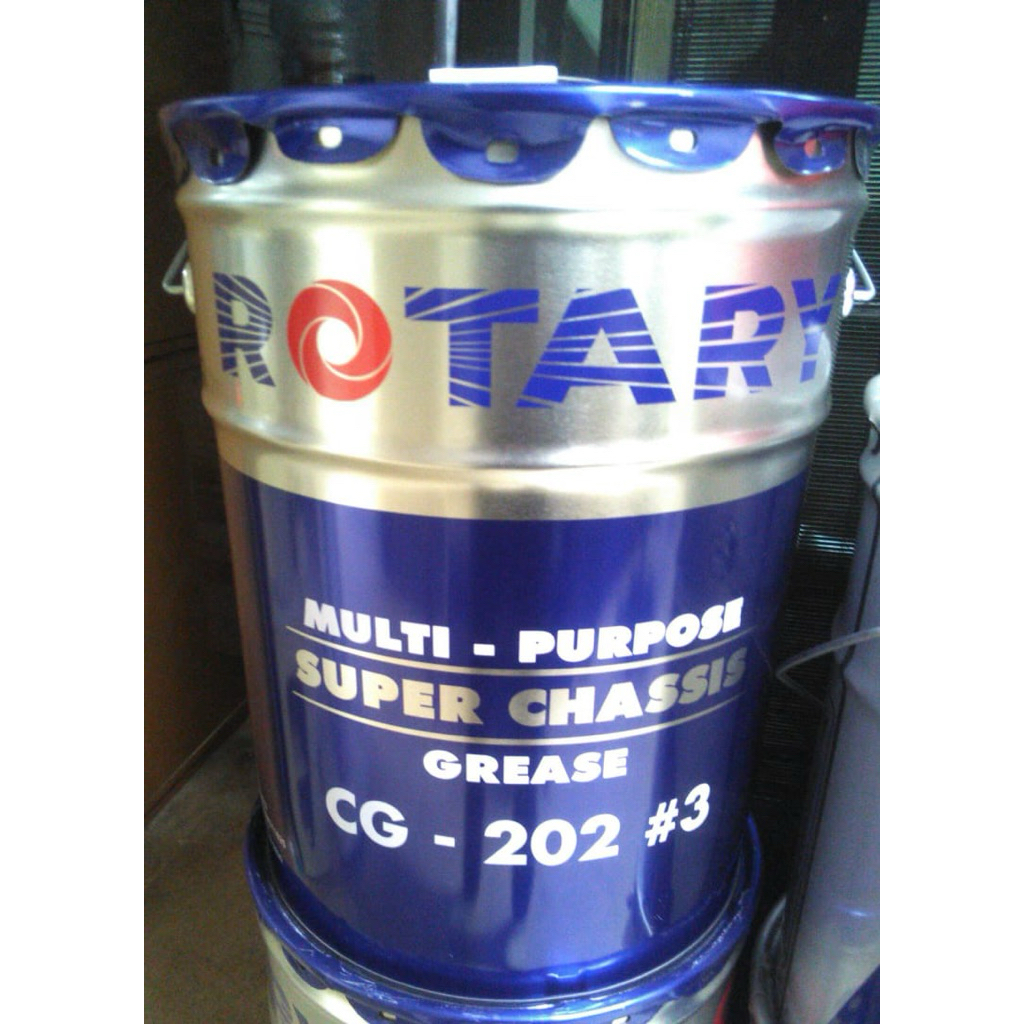 ROTARY
MULTI - PURPOSE
SUPER CHASSIS
GREASE
CG - 202 #3